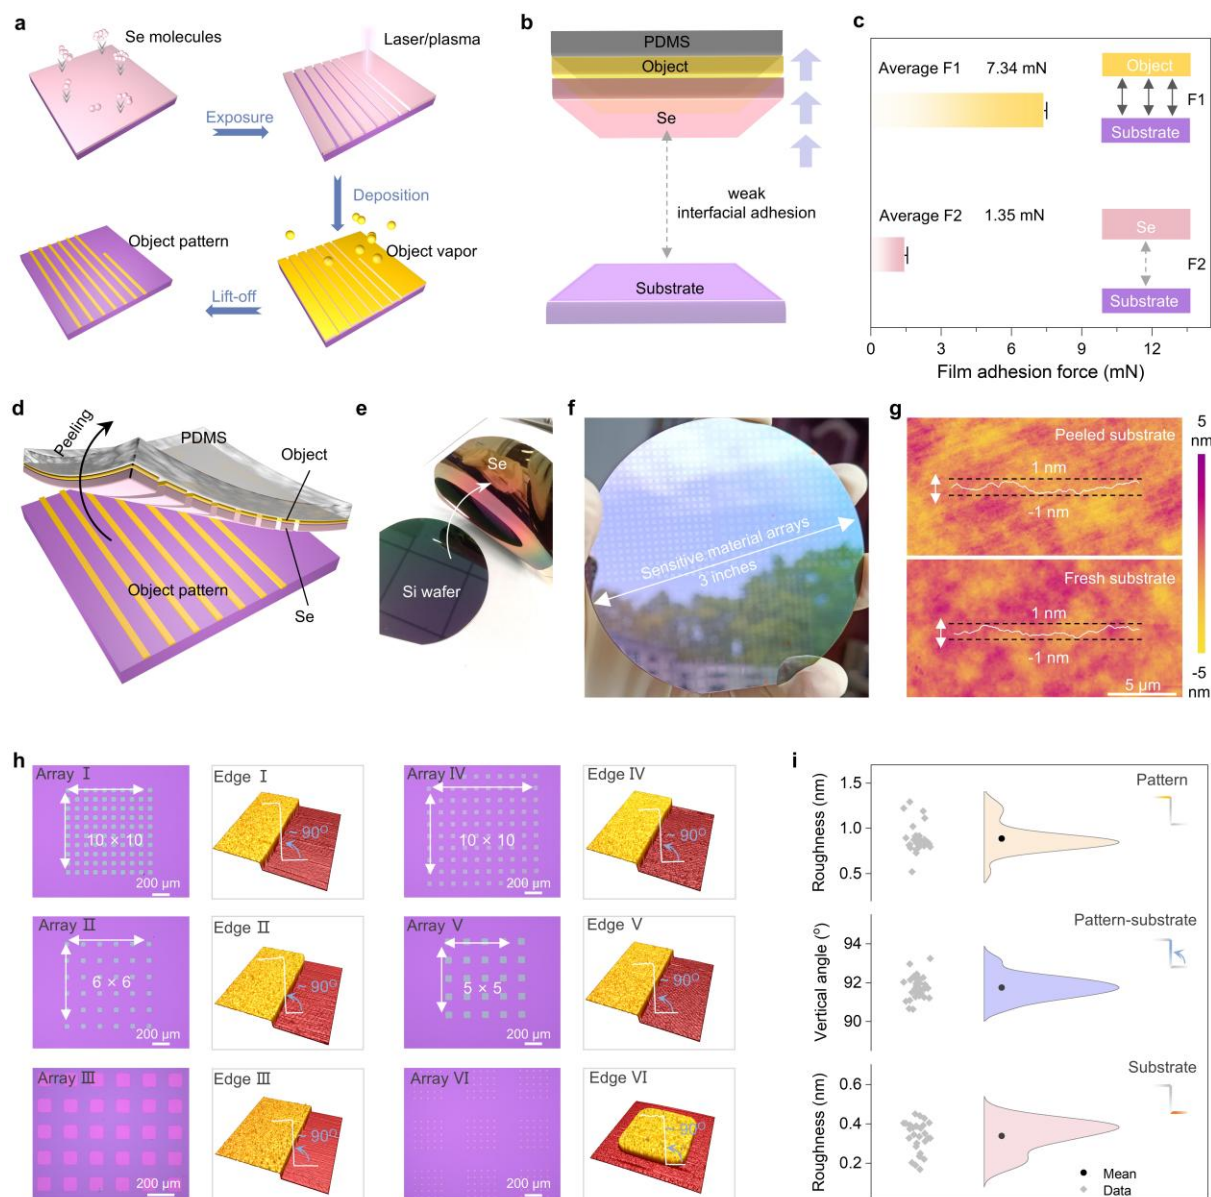 a
Se molecules
Laser/plasma
Exposure
Deposition
Object pattern
Object vapor
Lift-off
b
PDMS
Object
Se
weak
interfacial adhesion
Substrate
c
Average F1 7.34 mN
Object
F1
Substrate
Average F2 1.35 mN
Se
F2
Substrate
0 3 6 9 12
Film adhesion force (mN)
d
Peeling
PDMS
Object
Object pattern
Se
e
Se
Si wafer
f
Sensitive material arrays
3 inches
g
Peeled substrate
1 nm
-1 nm
Fresh substrate
1 nm
-1 nm
5 µm
5
nm
-5
nm
h
Array Ⅰ
10 × 10
200 µm
Edge Ⅰ
~ 90°
Array Ⅳ
10 × 10
200 µm
Edge Ⅳ
~ 90°
Array Ⅱ
6 × 6
200 µm
Edge Ⅱ
~ 90°
Array Ⅴ
5 × 5
200 µm
Edge Ⅴ
~ 90°
Array Ⅲ
200 µm
Edge Ⅲ
~ 90°
Array Ⅵ
200 µm
Edge Ⅵ
~ 90°
i
Pattern
Roughness (nm)
1.5
1.0
0.5
Pattern-substrate
Vertical angle (°)
94
92
90
Substrate
Roughness (nm)
0.6
0.4
0.2
Mean
Data